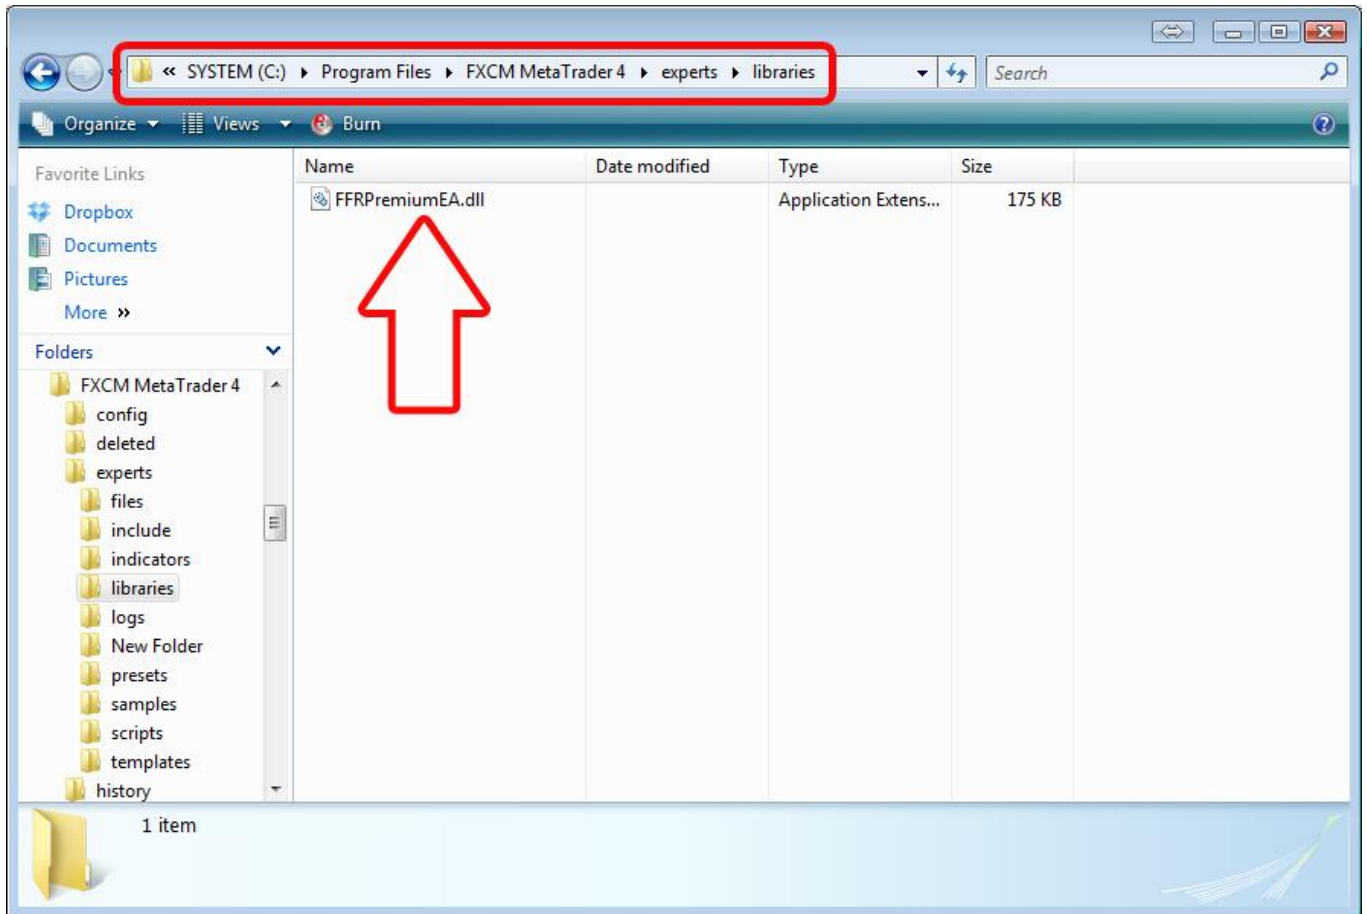 « SYSTEM (C:) ▸ Program Files ▸ FXCM MetaTrader 4 ▸ experts ▸ libraries
Search
Organize
Views
Burn
Favorite Links
Dropbox
Documents
Pictures
More »
Folders
FXCM MetaTrader 4
config
deleted
experts
files
include
indicators
libraries
logs
New Folder
presets
samples
scripts
templates
history
Name Date modified Type Size
FFRPremiumEA.dll Application Extens... 175 KB
1 item